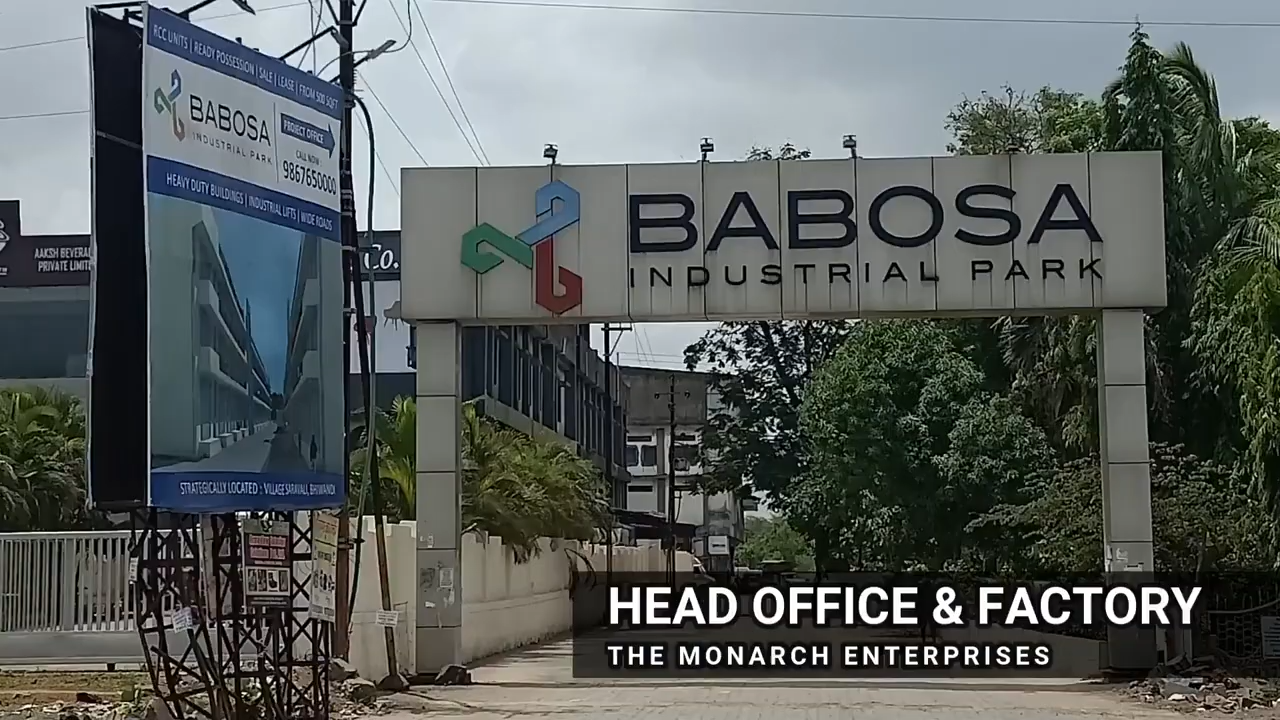 RCC UNITS | READY POSSESSION | SALE | LEASE | FROM 500 SQFT
BABOSA
INDUSTRIAL PARK
PROJECT OFFICE
CALL NOW
9867650000
HEAVY DUTY BUILDINGS | INDUSTRIAL LIFTS | WIDE ROADS
STRATEGICALLY LOCATED : VILLAGE SARAVALI, BHIWANDI
AAKSH BEVERA
PRIVATE LIMIT
Co.
BABOSA
INDUSTRIAL PARK
HEAD OFFICE & FACTORY
THE MONARCH ENTERPRISES